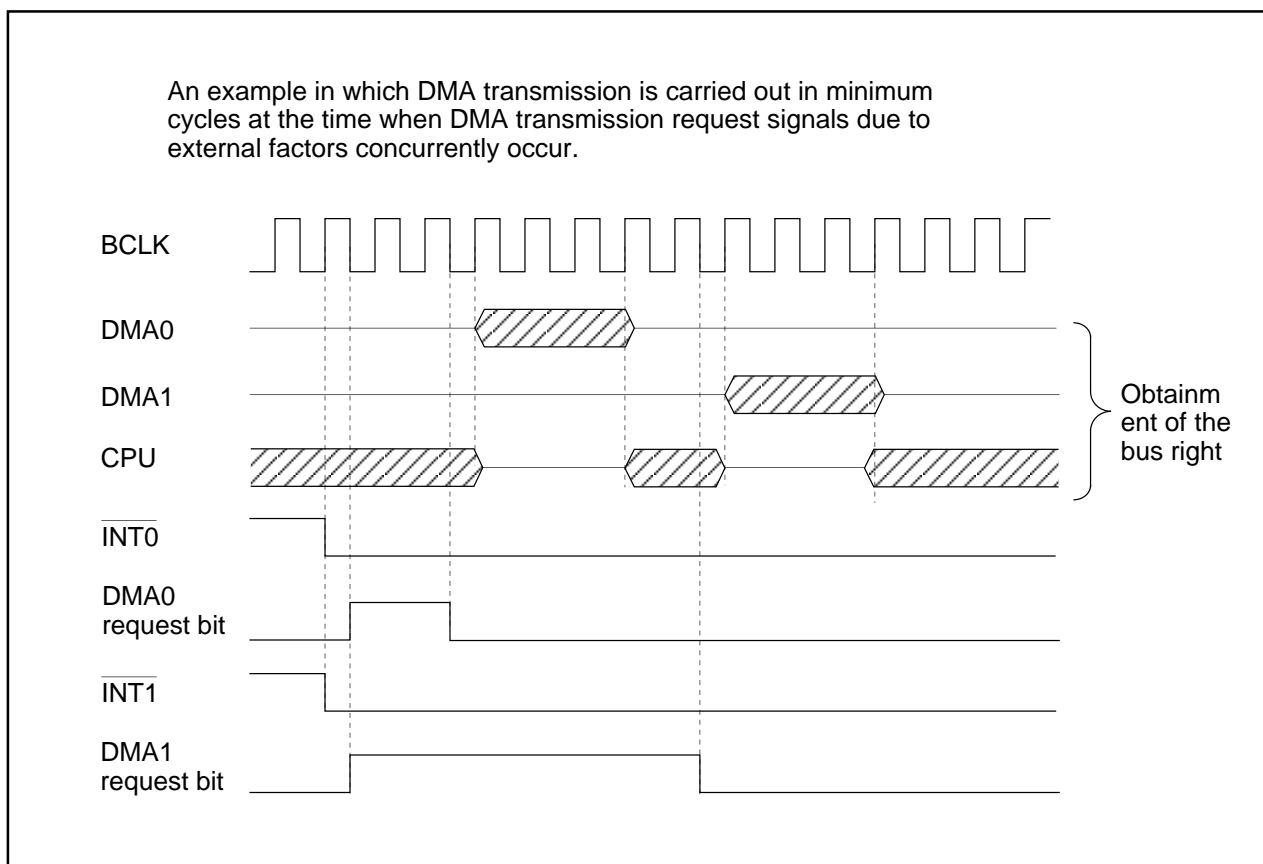 An example in which DMA transmission is carried out in minimum
cycles at the time when DMA transmission request signals due to
external factors concurrently occur.
BCLK
DMA0
DMA1
CPU
Obtainm
ent of the
bus right
INT0
DMA0
request bit
INT1
DMA1
request bit